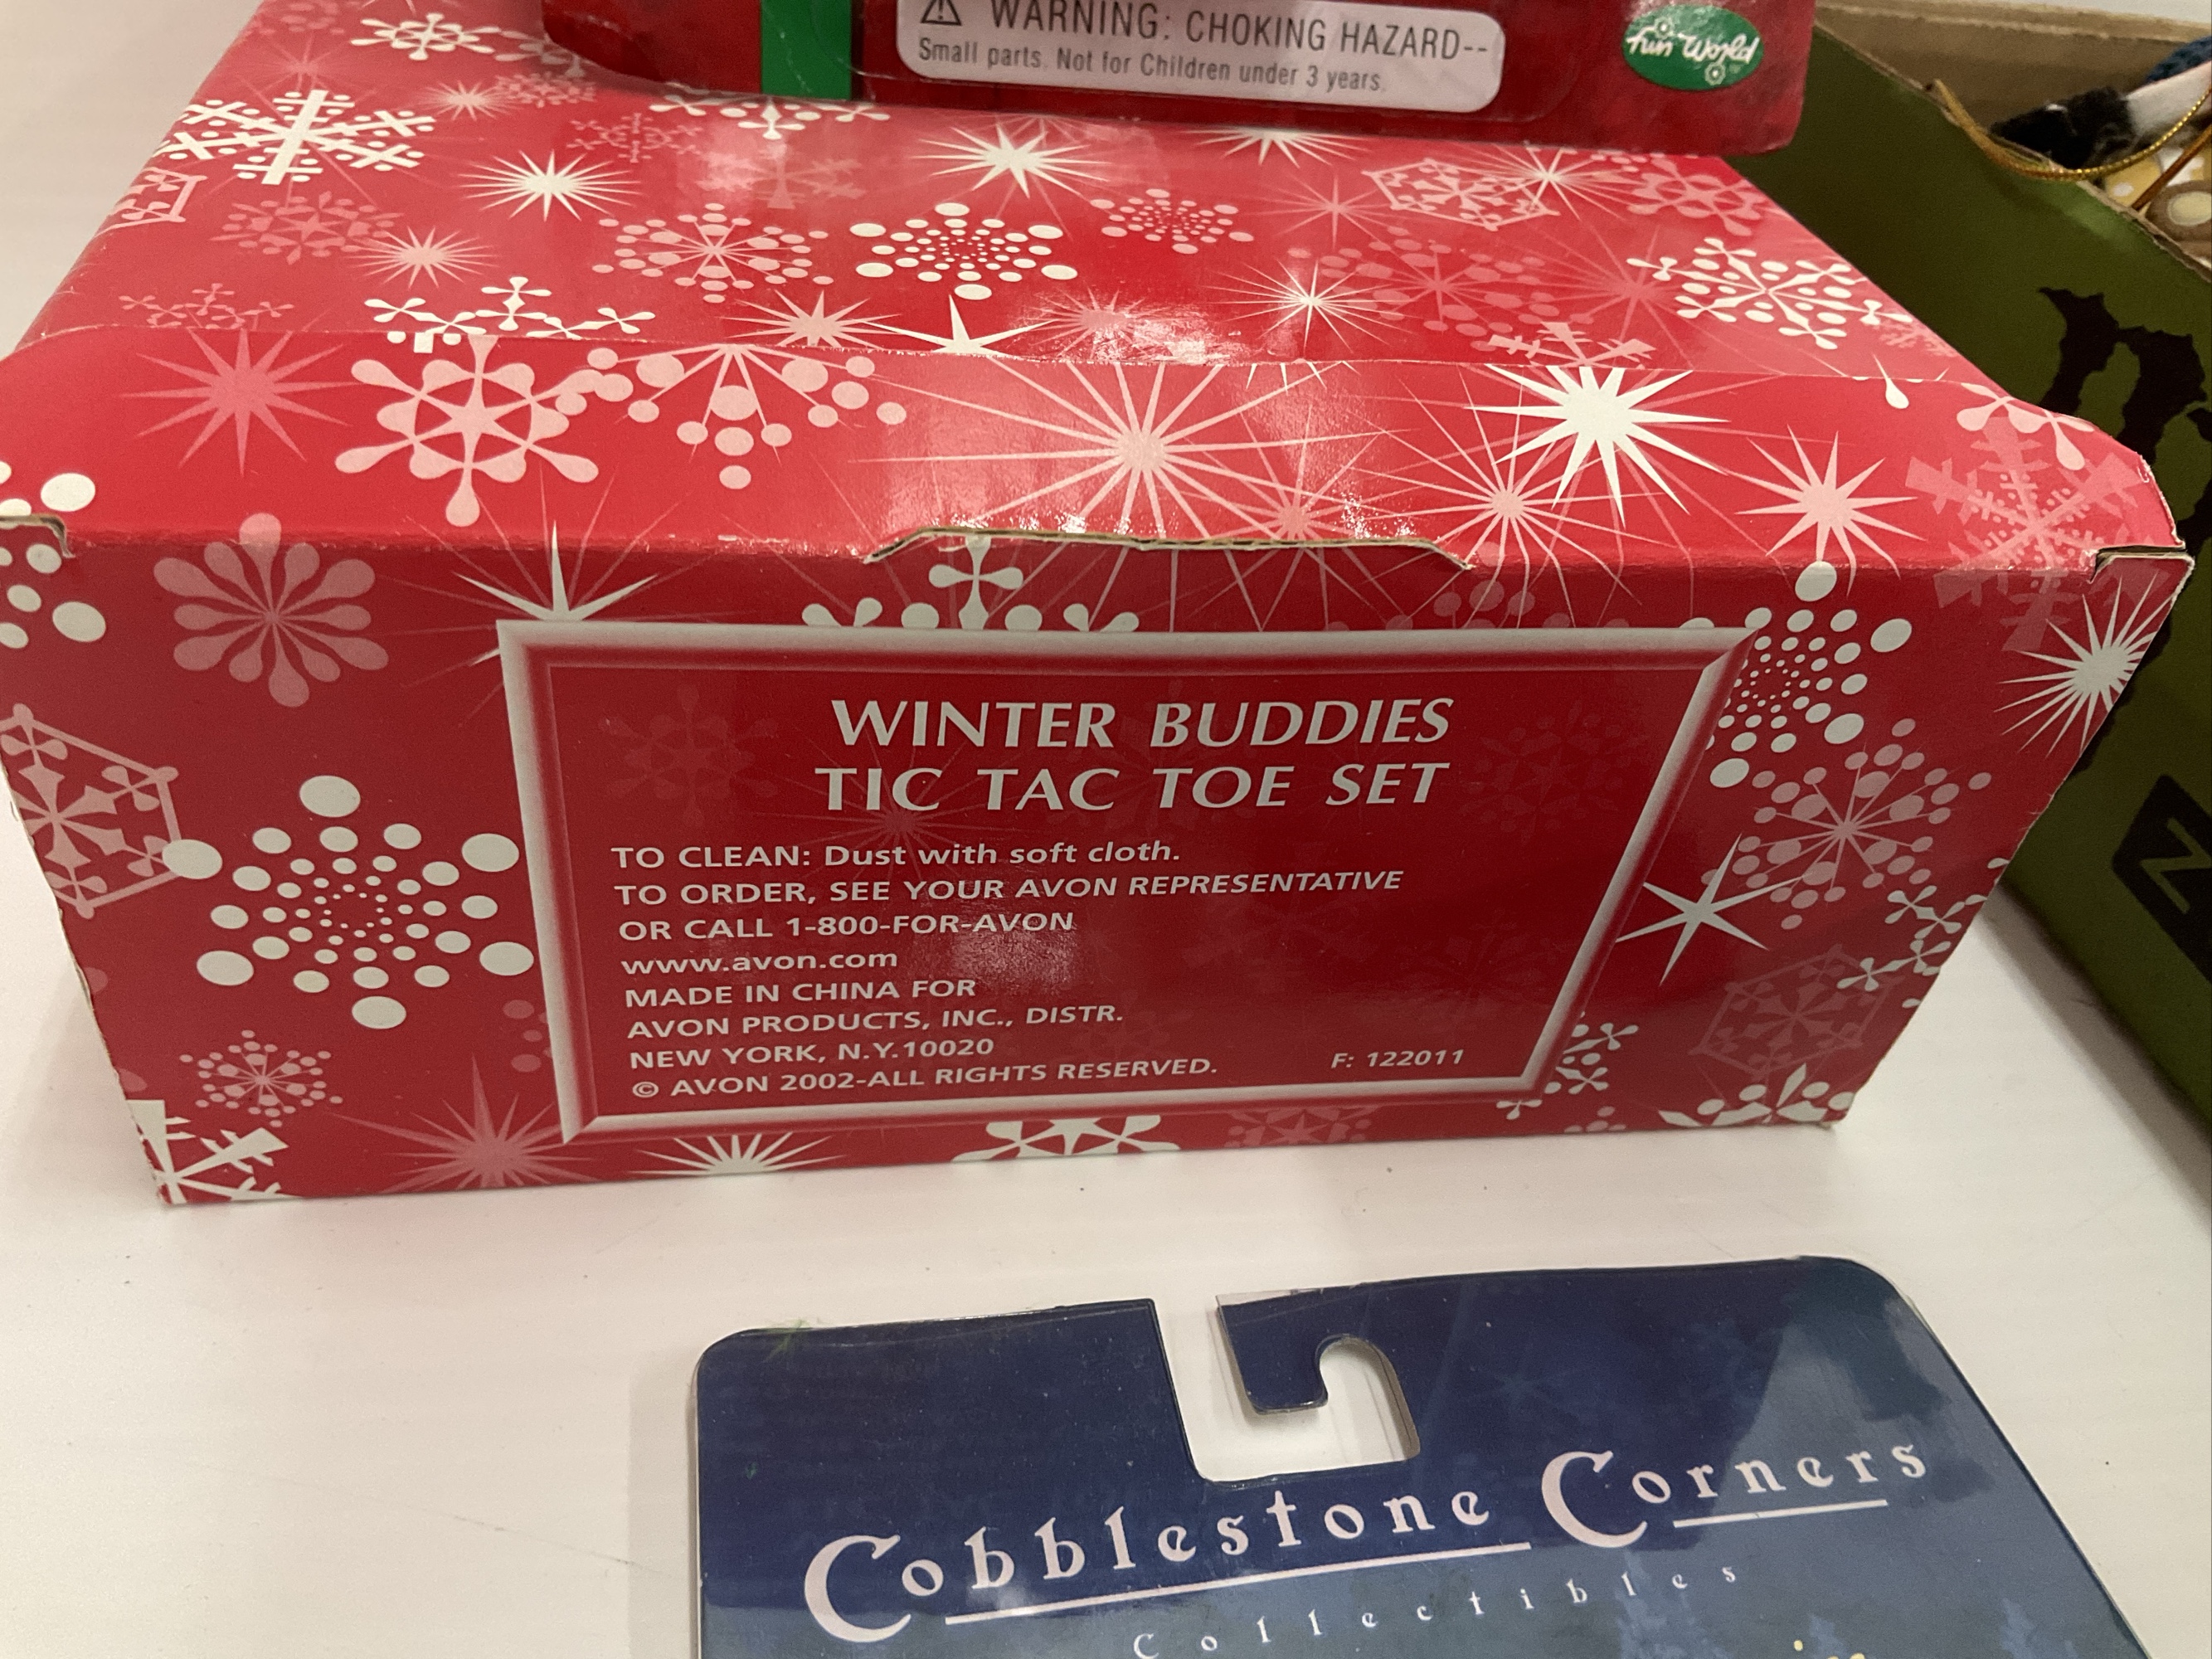 WARNING: CHOKING HAZARD--
Small parts. Not for Children under 3 years.
fun World
WINTER BUDDIES
TIC TAC TOE SET
TO CLEAN: Dust with soft cloth.
TO ORDER, SEE YOUR AVON REPRESENTATIVE
OR CALL 1-800-FOR-AVON
www.avon.com
MADE IN CHINA FOR
AVON PRODUCTS, INC., DISTR.
NEW YORK, N.Y.10020
© AVON 2002-ALL RIGHTS RESERVED.
F: 122011
Cobblestone Corners
Collectibles